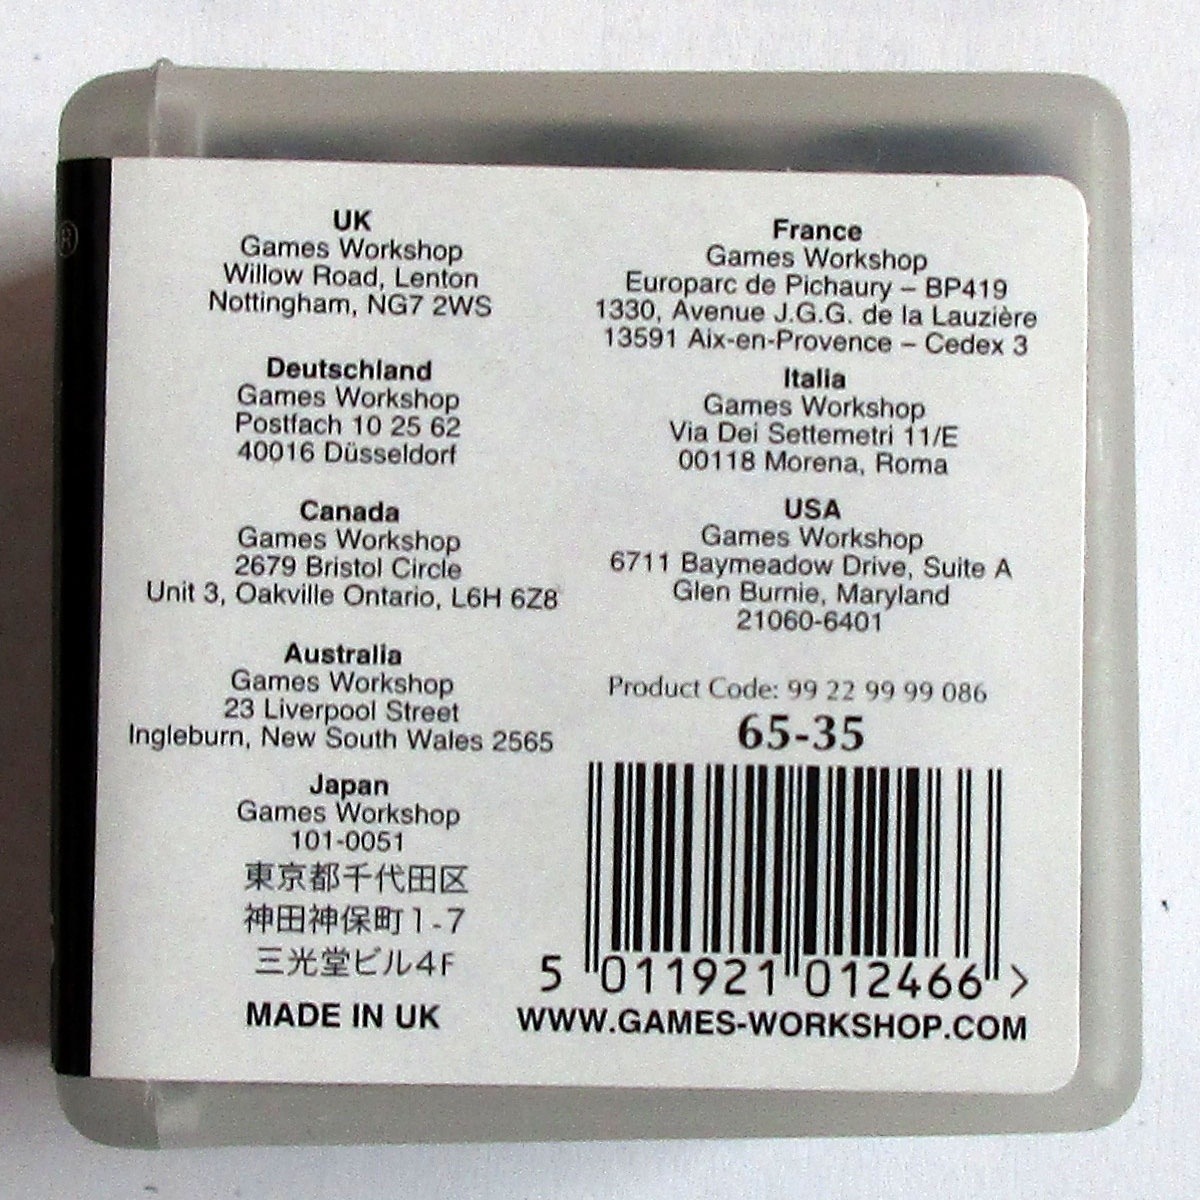 ®
UK
Games Workshop
Willow Road, Lenton
Nottingham, NG7 2WS
Deutschland
Games Workshop
Postfach 10 25 62
40016 Düsseldorf
Canada
Games Workshop
2679 Bristol Circle
Unit 3, Oakville Ontario, L6H 6Z8
Australia
Games Workshop
23 Liverpool Street
Ingleburn, New South Wales 2565
Japan
Games Workshop
101-0051
東京都千代田区
神田神保町1-7
三光堂ビル4F
MADE IN UK
France
Games Workshop
Europarc de Pichaury – BP419
1330, Avenue J.G.G. de la Lauzière
13591 Aix-en-Provence – Cedex 3
Italia
Games Workshop
Via Dei Settemetri 11/E
00118 Morena, Roma
USA
Games Workshop
6711 Baymeadow Drive, Suite A
Glen Burnie, Maryland
21060-6401
Product Code: 99 22 99 99 086
65-35
5 011921 012466 >
WWW.GAMES-WORKSHOP.COM